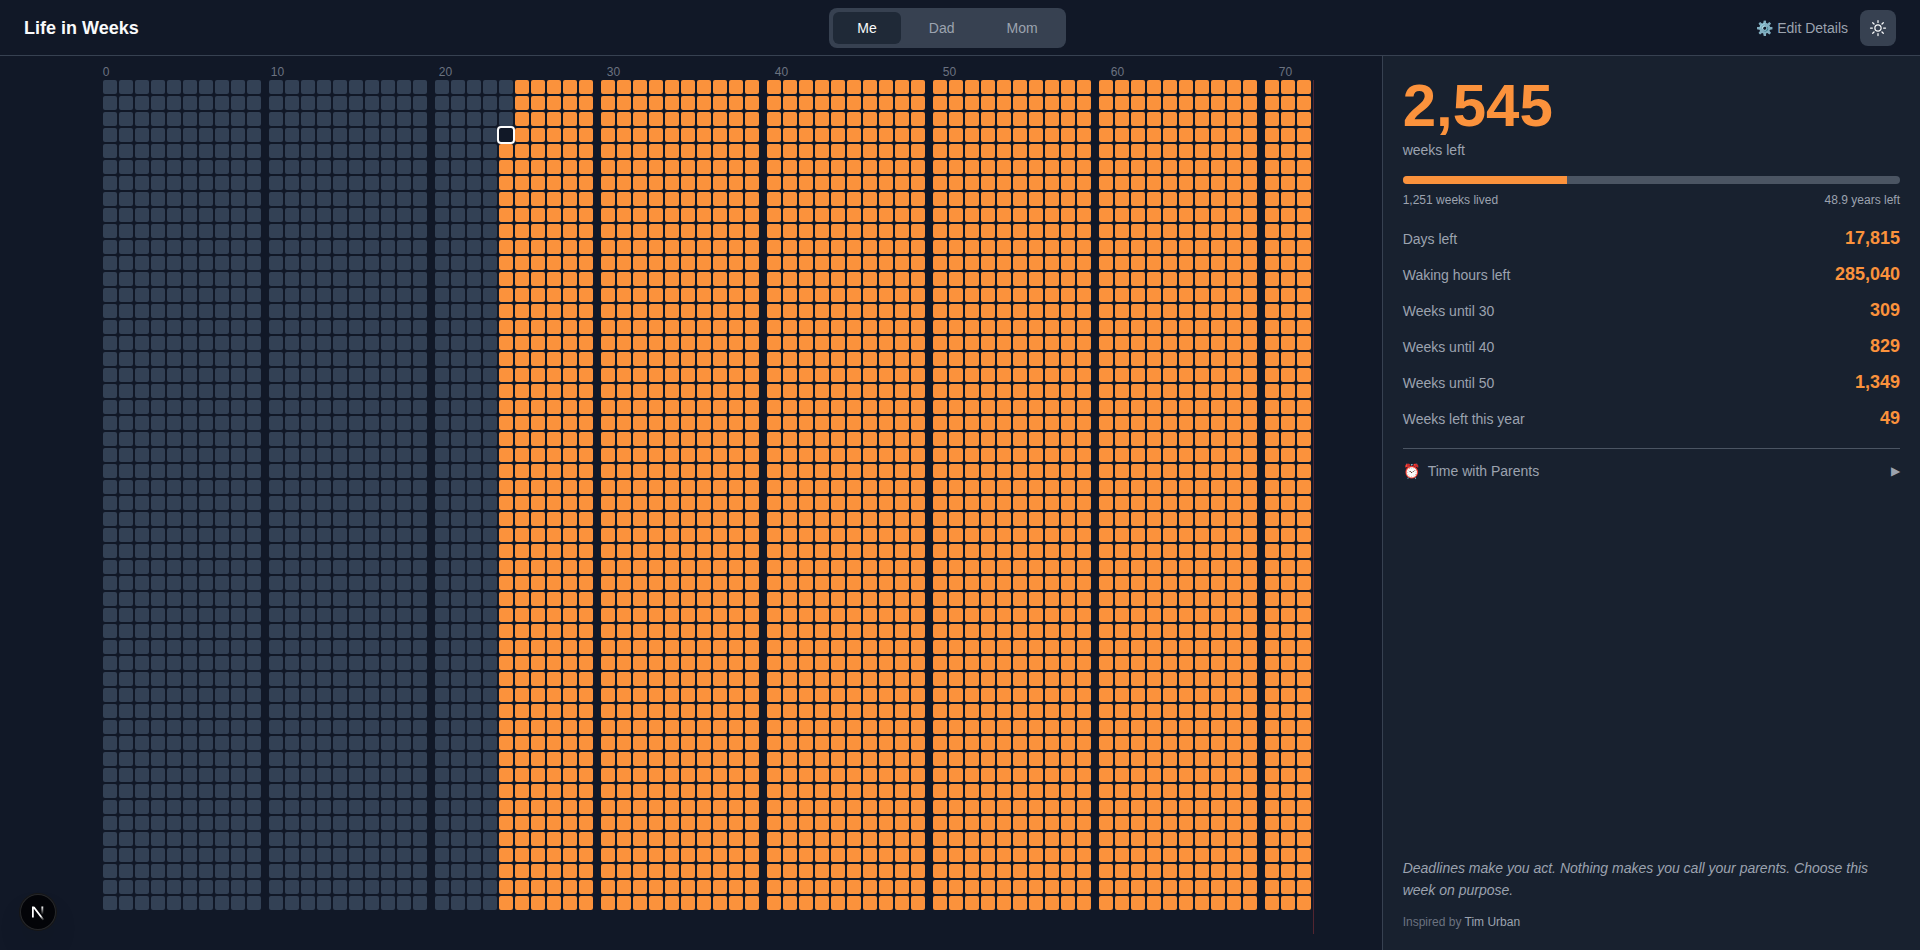 Life in Weeks
Me
Dad
Mom
⚙️ Edit Details
0 10 20 30 40 50 60 70
2,545
weeks left
1,251 weeks lived
48.9 years left
Days left 17,815
Waking hours left 285,040
Weeks until 30 309
Weeks until 40 829
Weeks until 50 1,349
Weeks left this year 49
⏰ Time with Parents ▶
Deadlines make you act. Nothing makes you call your parents. Choose this
week on purpose.
Inspired by Tim Urban
N